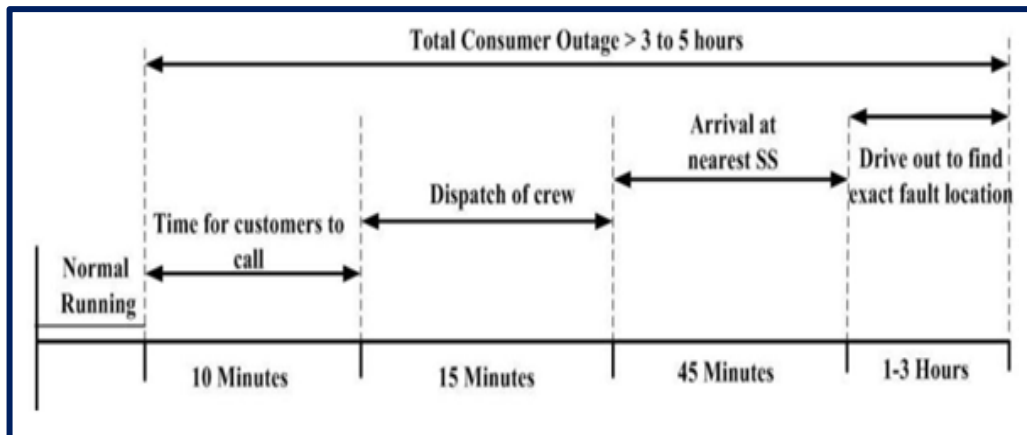 Total Consumer Outage > 3 to 5 hours
Arrival at
nearest SS
Drive out to find
exact fault location
Dispatch of crew
Time for customers to
call
Normal
Running
10 Minutes
15 Minutes
45 Minutes
1-3 Hours